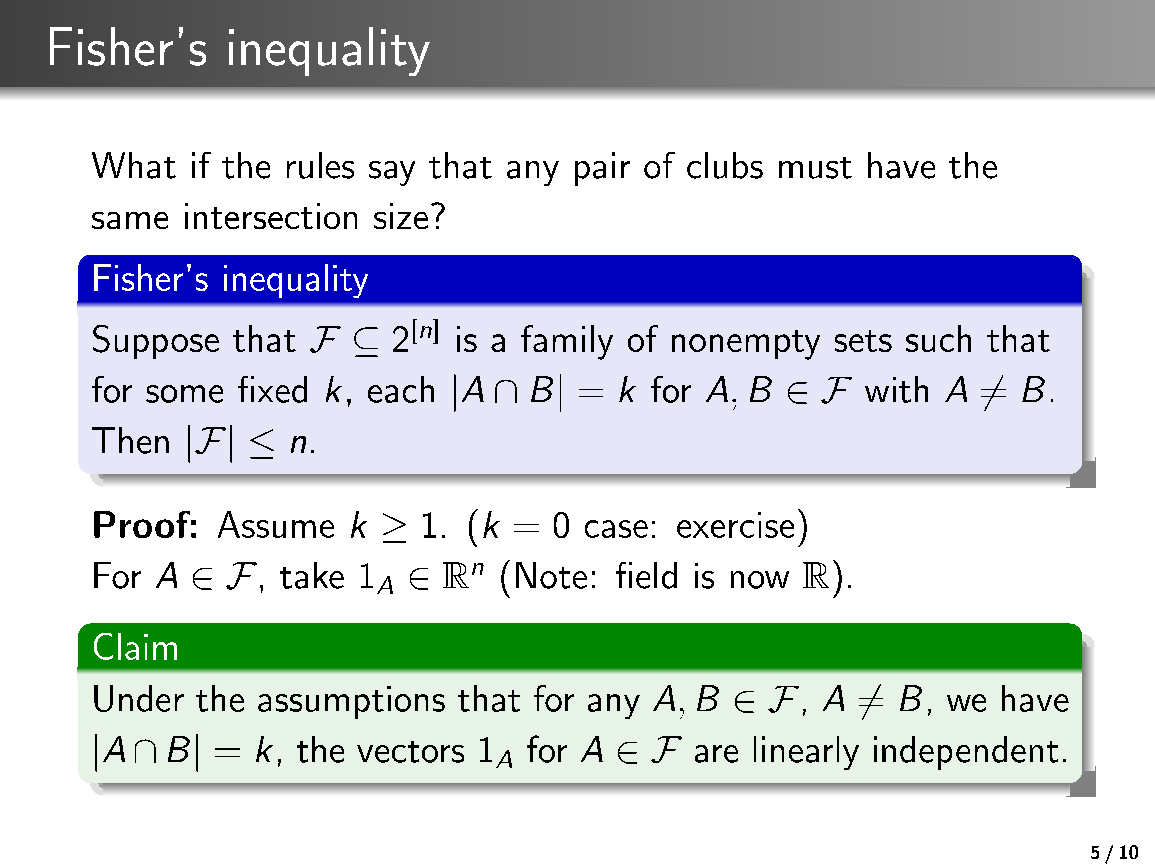 Fisher's inequality
What if the rules say that any pair of clubs must have the
same intersection size?
Fisher's inequality
Suppose that ℱ ⊆ 2^[n] is a family of nonempty sets such that
for some fixed k, each |A ∩ B| = k for A, B ∈ ℱ with A ≠ B.
Then |ℱ| ≤ n.
Proof: Assume k ≥ 1. (k = 0 case: exercise)
For A ∈ ℱ, take 1_A ∈ ℝⁿ (Note: field is now ℝ).
Claim
Under the assumptions that for any A, B ∈ ℱ, A ≠ B, we have
|A ∩ B| = k, the vectors 1_A for A ∈ ℱ are linearly independent.
5 / 10